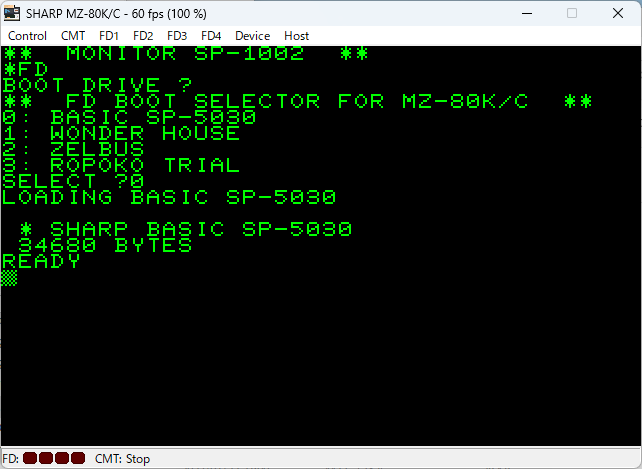 SHARP MZ-80K/C - 60 fps (100 %)
Control CMT FD1 FD2 FD3 FD4 Device Host
** MONITOR SP-1002 **
*FD
BOOT DRIVE ?
** FD BOOT SELECTOR FOR MZ-80K/C **
0: BASIC SP-5030
1: WONDER HOUSE
2: ZELBUS
3: ROPOKO TRIAL
SELECT ?0
LOADING BASIC SP-5030
* SHARP BASIC SP-5030
34680 BYTES
READY
FD: CMT: Stop